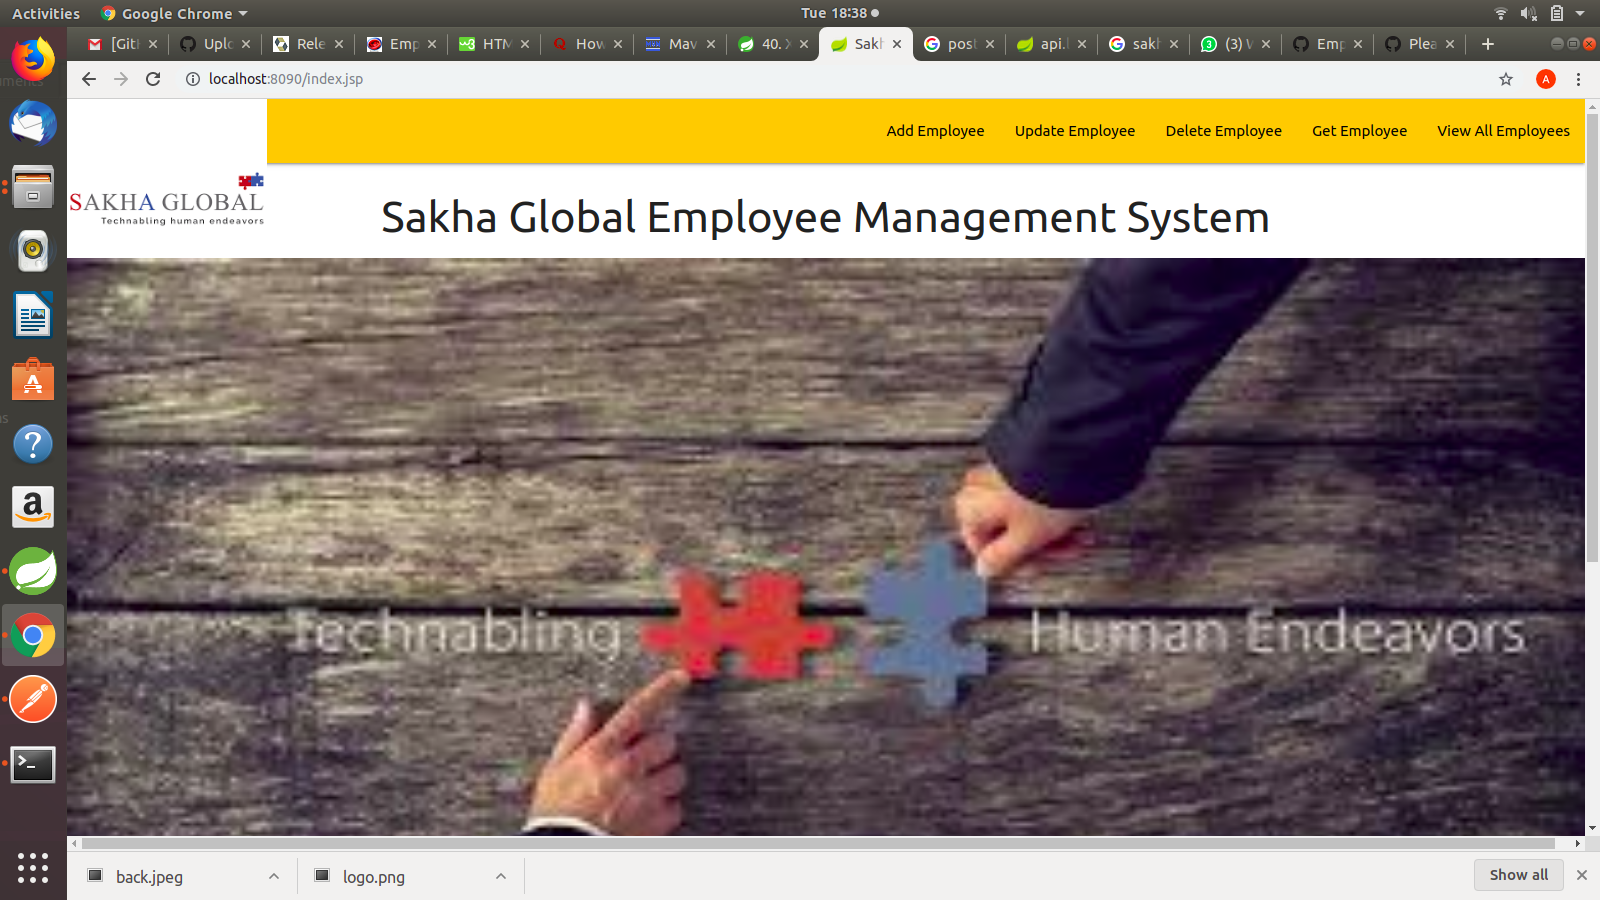 Activities Google Chrome Tue 18:38
[Gitl Uplo Rele Emp HTM How Mav 40. X Sakh post api.l sakh (3) W Emp Plea
localhost:8090/index.jsp
Add Employee Update Employee Delete Employee Get Employee View All Employees
SAKHA GLOBAL
Technabling human endeavors
Sakha Global Employee Management System
Technabling Human Endeavors
back.jpeg logo.png Show all